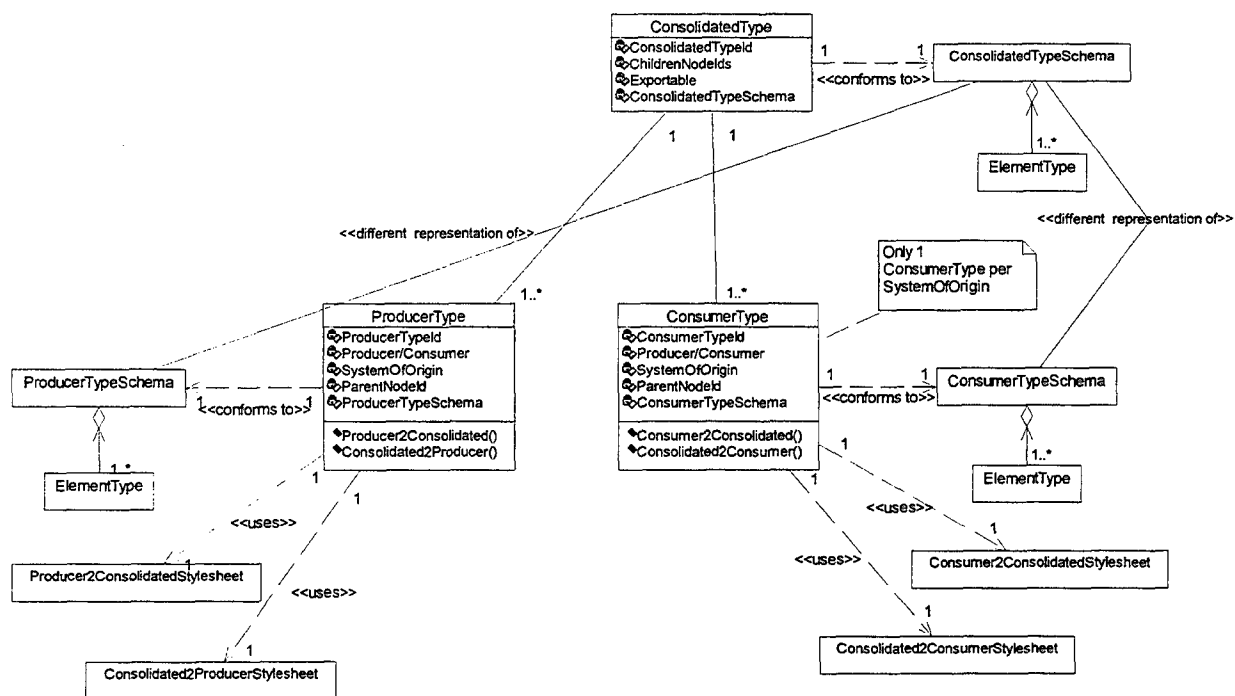 ConsolidatedType
ConsolidatedTypeId
ChildrenNodeIds
Exportable
ConsolidatedTypeSchema
1
1
<<conforms to>>
ConsolidatedTypeSchema
1
1
1..*
ElementType
<<different representation of>>
<<different representation of>>
Only 1
ConsumerType per
SystemOfOrigin
1..*
1..*
ProducerType
ProducerTypeId
Producer/Consumer
SystemOfOrigin
ParentNodeId
ProducerTypeSchema
Producer2Consolidated()
Consolidated2Producer()
ConsumerType
ConsumerTypeId
Producer/Consumer
SystemOfOrigin
ParentNodeId
ConsumerTypeSchema
Consumer2Consolidated()
Consolidated2Consumer()
ProducerTypeSchema
1
1
<<conforms to>>
1
1
<<conforms to>>
ConsumerTypeSchema
1..*
ElementType
1..*
ElementType
1
1
<<uses>>
1
Producer2ConsolidatedStylesheet
<<uses>>
1
Consolidated2ProducerStylesheet
1
1
<<uses>>
1
Consumer2ConsolidatedStylesheet
<<uses>>
1
Consolidated2ConsumerStylesheet